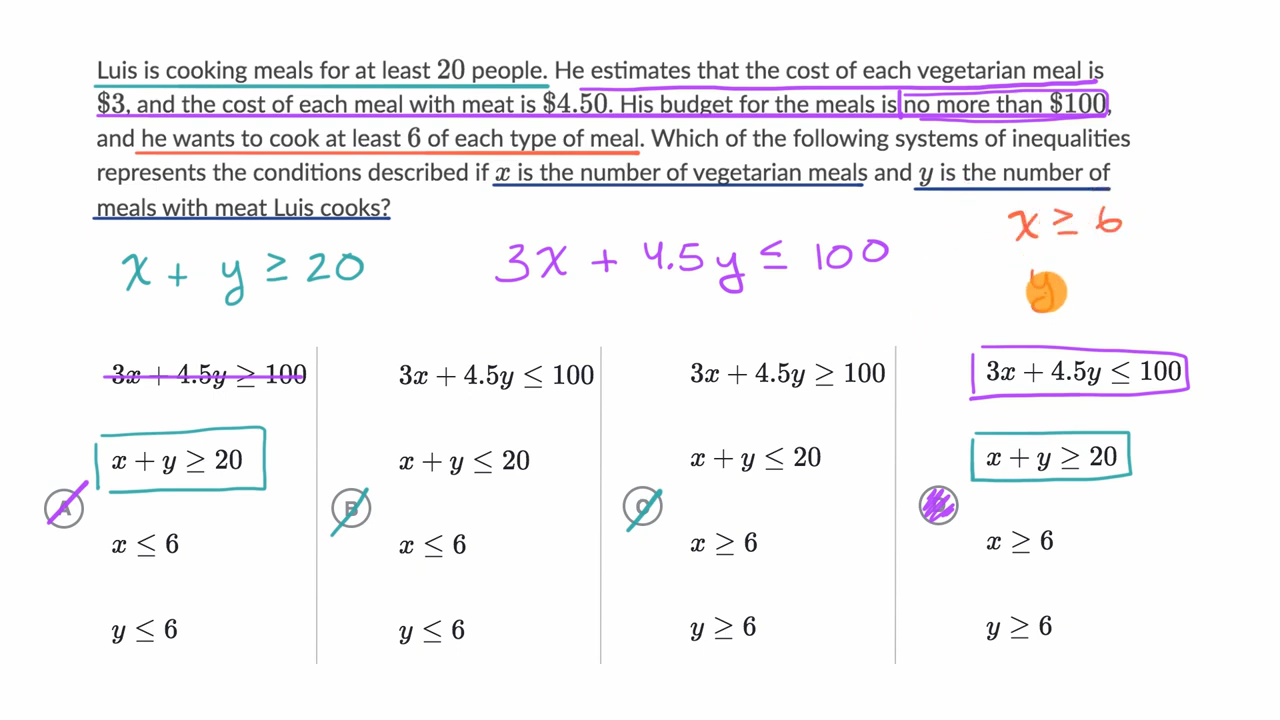 Luis is cooking meals for at least 20 people. He estimates that the cost of each vegetarian meal is
$3, and the cost of each meal with meat is $4.50. His budget for the meals is no more than $100,
and he wants to cook at least 6 of each type of meal. Which of the following systems of inequalities
represents the conditions described if x is the number of vegetarian meals and y is the number of
meals with meat Luis cooks?
x + y ≥ 20
3x + 4.5y ≤ 100
x ≥ 6
y
3x + 4.5y ≥ 100
x + y ≥ 20
A
x ≤ 6
y ≤ 6
3x + 4.5y ≤ 100
x + y ≤ 20
B
x ≤ 6
y ≤ 6
3x + 4.5y ≥ 100
x + y ≤ 20
C
x ≥ 6
y ≥ 6
3x + 4.5y ≤ 100
x + y ≥ 20
x ≥ 6
y ≥ 6